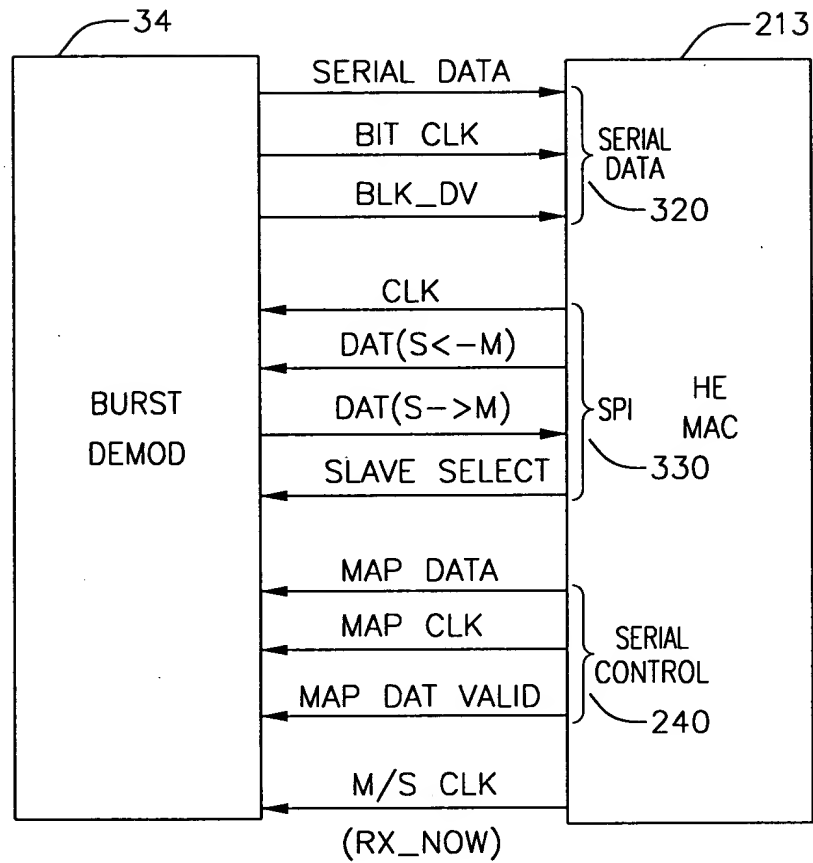 34
213
SERIAL DATA
BIT CLK
BLK_DV
SERIAL
DATA
320
CLK
DAT(S<-M)
DAT(S->M)
SLAVE SELECT
SPI
330
BURST
DEMOD
HE
MAC
MAP DATA
MAP CLK
MAP DAT VALID
SERIAL
CONTROL
240
M/S CLK
(RX_NOW)